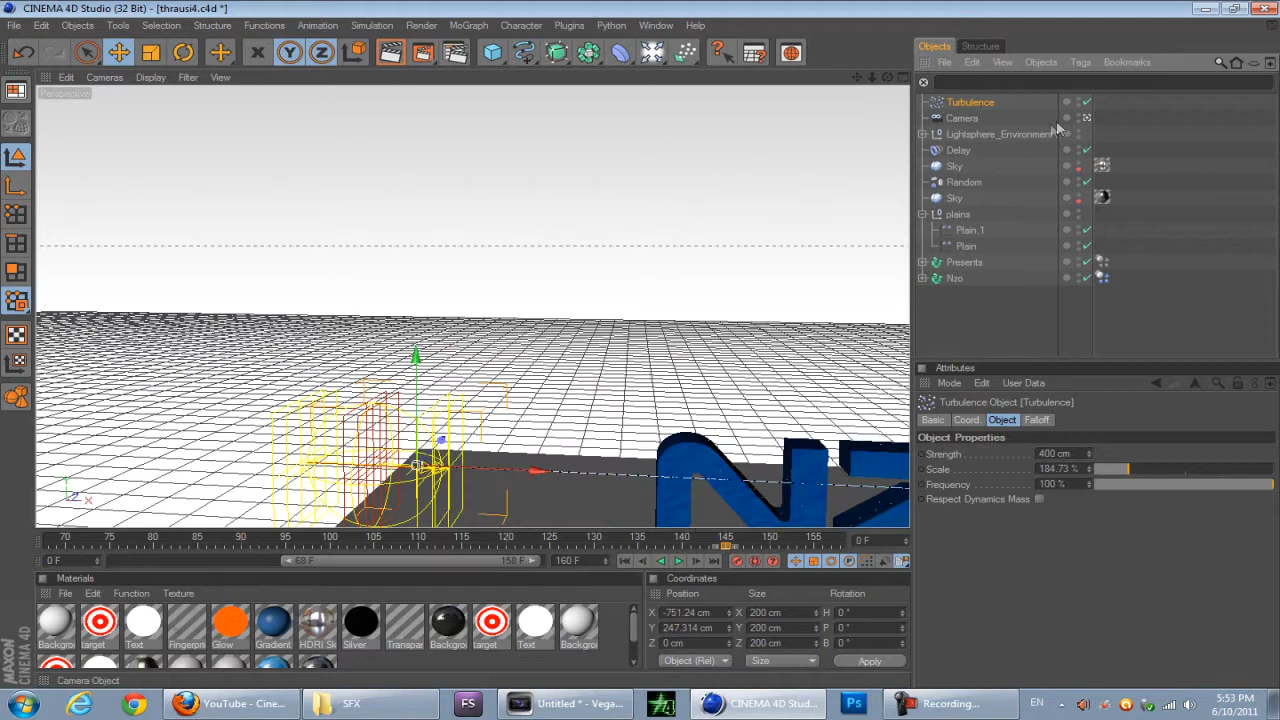 CINEMA 4D Studio (32 Bit) - [thrausi4.c4d *]
File Edit Objects Tools Selection Structure Functions Animation Simulation Render MoGraph Character Plugins Python Window Help
Edit Cameras Display Filter View
Perspective
Objects Structure
File Edit View Objects Tags Bookmarks
Turbulence
Camera
Lightsphere_Environment
Delay
Sky
Random
Sky
plains
Plain 1
Plain
Presents
Nzo
Attributes
Mode Edit User Data
Turbulence Object [Turbulence]
Basic Coord. Object Falloff
Object Properties
Strength 400 cm
Scale 184.73 %
Frequency 100 %
Respect Dynamics Mass
70 75 80 85 90 95 100 105 110 115 120 125 130 135 140 145 150 155 0 F
0 F 68 F 158 F 160 F
Materials
File Edit Function Texture
Backgro target Text Fingerpr Glow Gradient HDRI Sk Silver Transpar Backgro target Text Backgro
Coordinates
Position Size Rotation
X -751.24 cm X 200 cm H 0 °
Y 247.314 cm Y 200 cm P 0 °
Z 0 cm Z 200 cm B 0 °
Object (Rel) Size Apply
MAXON CINEMA 4D
Camera Object
YouTube - Cine... SFX FS Untitled * - Vega... CINEMA 4D Studi... Ps Recording... EN 5:53 PM
6/10/2011